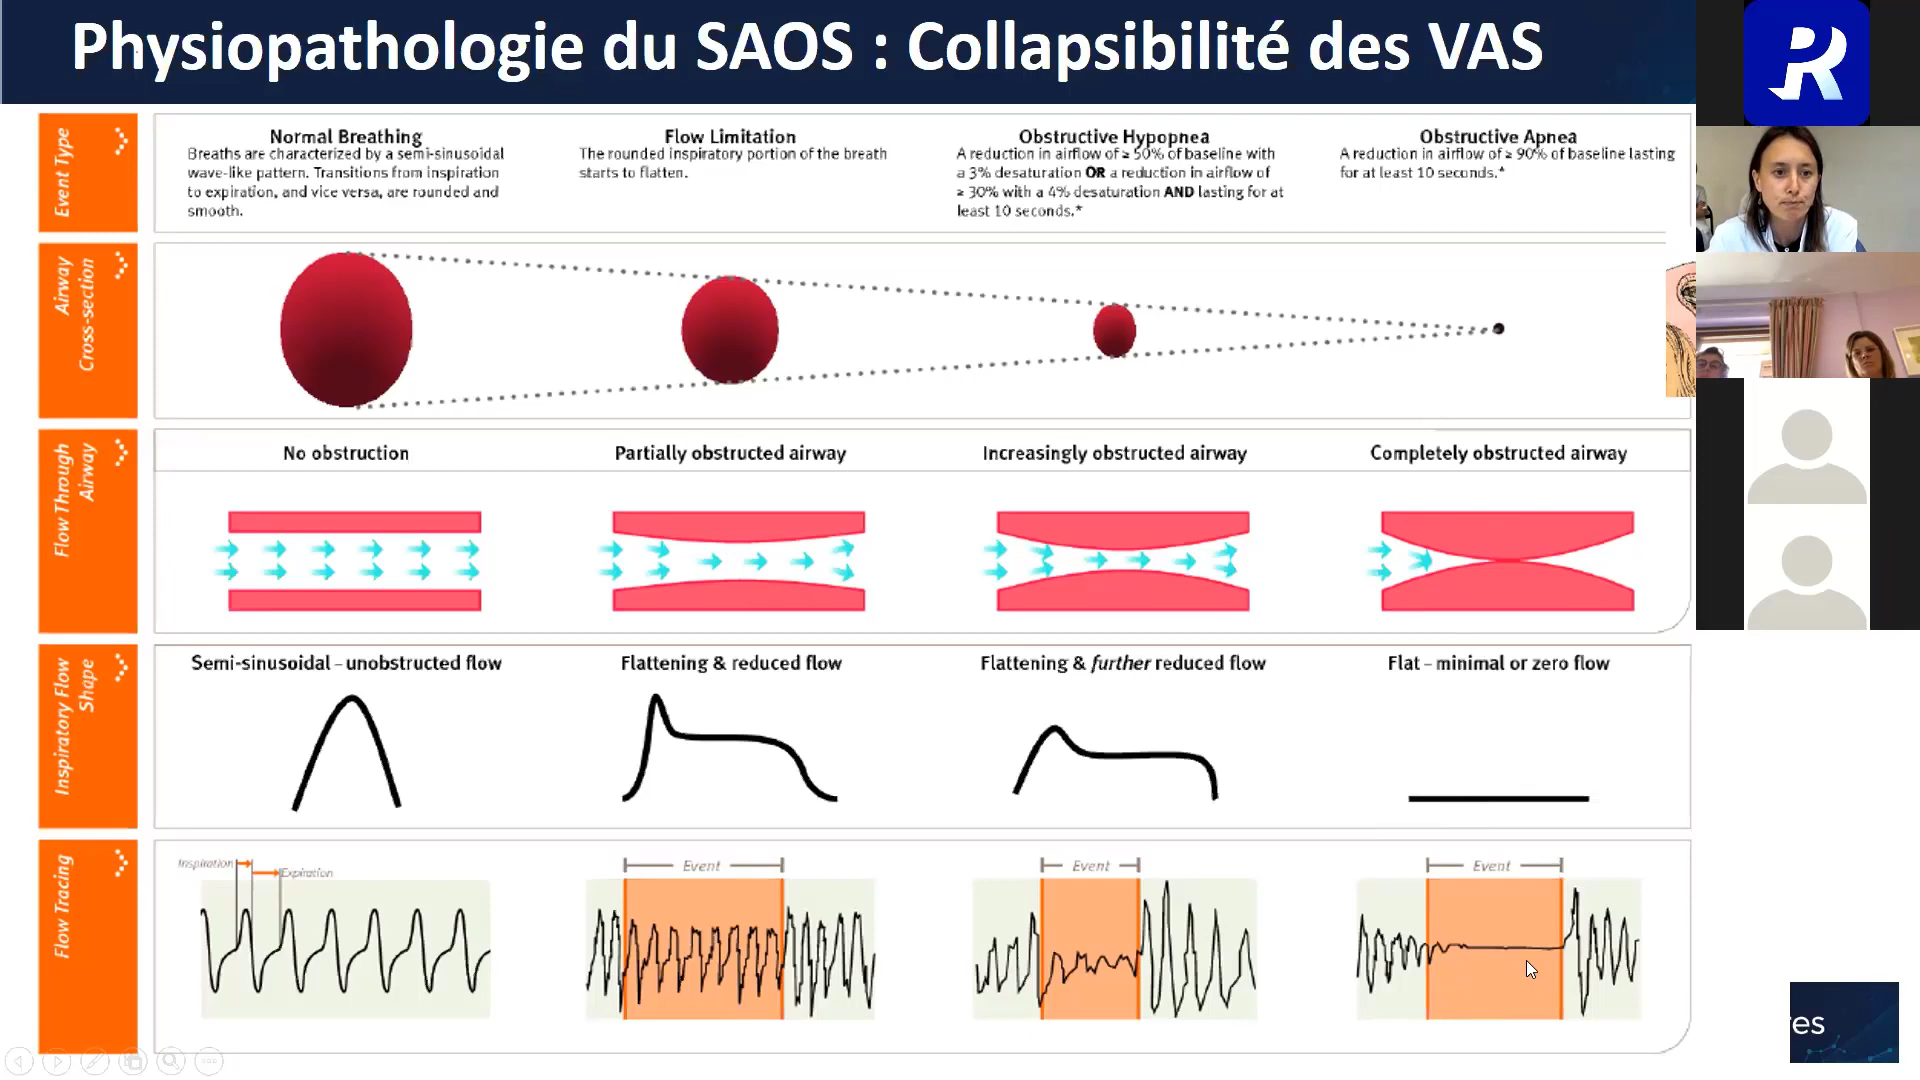 Physiopathologie du SAOS : Collapsibilité des VAS
Event Type
Normal Breathing
Breaths are characterized by a semi-sinusoidal
wave-like pattern. Transitions from inspiration
to expiration, and vice versa, are rounded and
smooth.
Flow Limitation
The rounded inspiratory portion of the breath
starts to flatten.
Obstructive Hypopnea
A reduction in airflow of ≥ 50% of baseline with
a 3% desaturation OR a reduction in airflow of
≥ 30% with a 4% desaturation AND lasting for at
least 10 seconds.*
Obstructive Apnea
A reduction in airflow of ≥ 90% of baseline lasting
for at least 10 seconds.*
Airway
Cross-section
Flow Through
Airway
No obstruction
Partially obstructed airway
Increasingly obstructed airway
Completely obstructed airway
Inspiratory Flow
Shape
Semi-sinusoidal – unobstructed flow
Flattening & reduced flow
Flattening & further reduced flow
Flat – minimal or zero flow
Flow Tracing
Inspiration
Expiration
Event
Event
Event
res
R